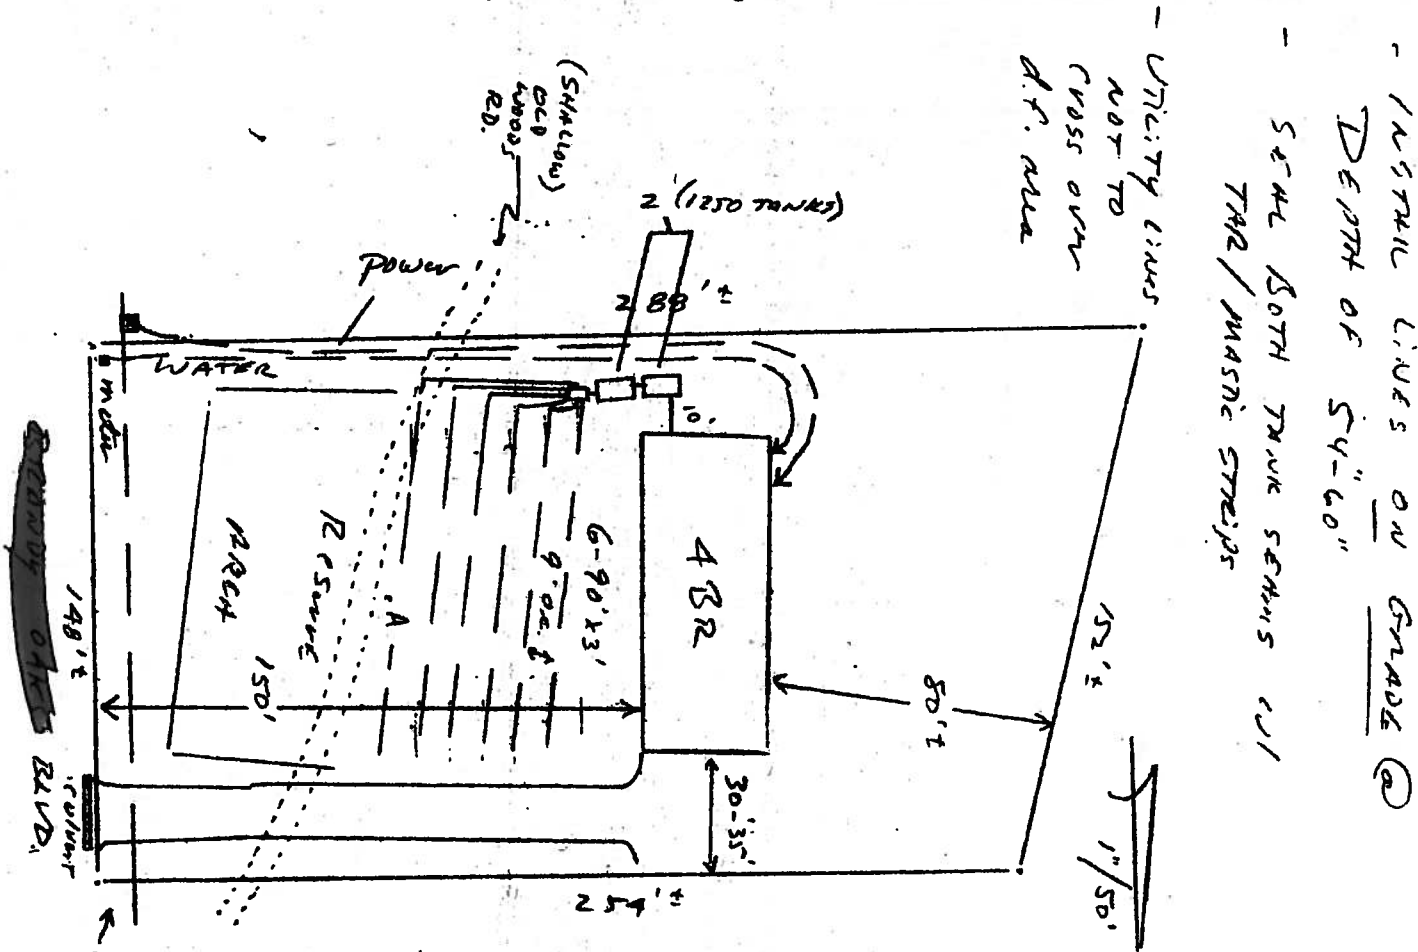 - INSTALL LINES ON GRADE @
DEPTH OF 54"-60"
- SEAL BOTH TANK SEAMS W/
TAR/MASTIC STRIPS
- UTILITY LINES
NOT TO
CROSS OVER
d.f. AREA
(SHALLOW)
OLD
WOODS
RD.
2 (1250 TANKS)
288'±
POWER
WATER
meter
10'
4BR
6-90'x3'
9' o.c.
A
RESERVE
AREA
150'
80'±
152'±
30-35'
254'±
148'±
BLVD.
culvert
1"/50'